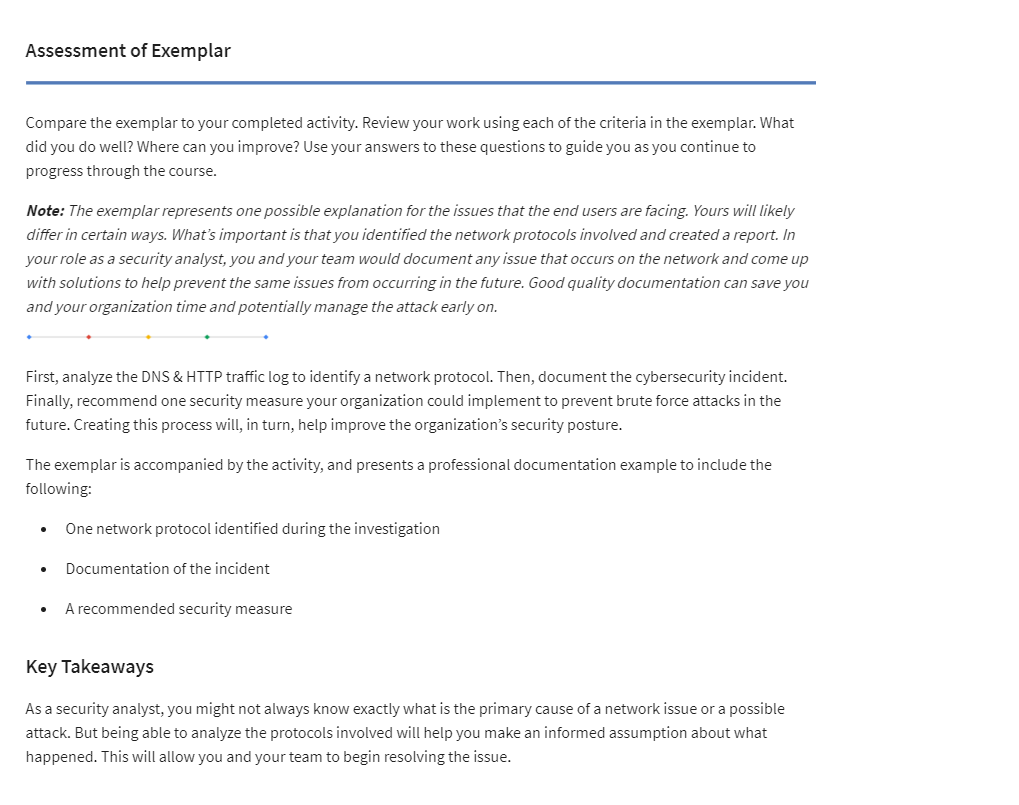 Assessment of Exemplar
Compare the exemplar to your completed activity. Review your work using each of the criteria in the exemplar. What
did you do well? Where can you improve? Use your answers to these questions to guide you as you continue to
progress through the course.
Note: The exemplar represents one possible explanation for the issues that the end users are facing. Yours will likely
differ in certain ways. What’s important is that you identified the network protocols involved and created a report. In
your role as a security analyst, you and your team would document any issue that occurs on the network and come up
with solutions to help prevent the same issues from occurring in the future. Good quality documentation can save you
and your organization time and potentially manage the attack early on.
First, analyze the DNS & HTTP traffic log to identify a network protocol. Then, document the cybersecurity incident.
Finally, recommend one security measure your organization could implement to prevent brute force attacks in the
future. Creating this process will, in turn, help improve the organization’s security posture.
The exemplar is accompanied by the activity, and presents a professional documentation example to include the
following:
• One network protocol identified during the investigation
• Documentation of the incident
• A recommended security measure
Key Takeaways
As a security analyst, you might not always know exactly what is the primary cause of a network issue or a possible
attack. But being able to analyze the protocols involved will help you make an informed assumption about what
happened. This will allow you and your team to begin resolving the issue.